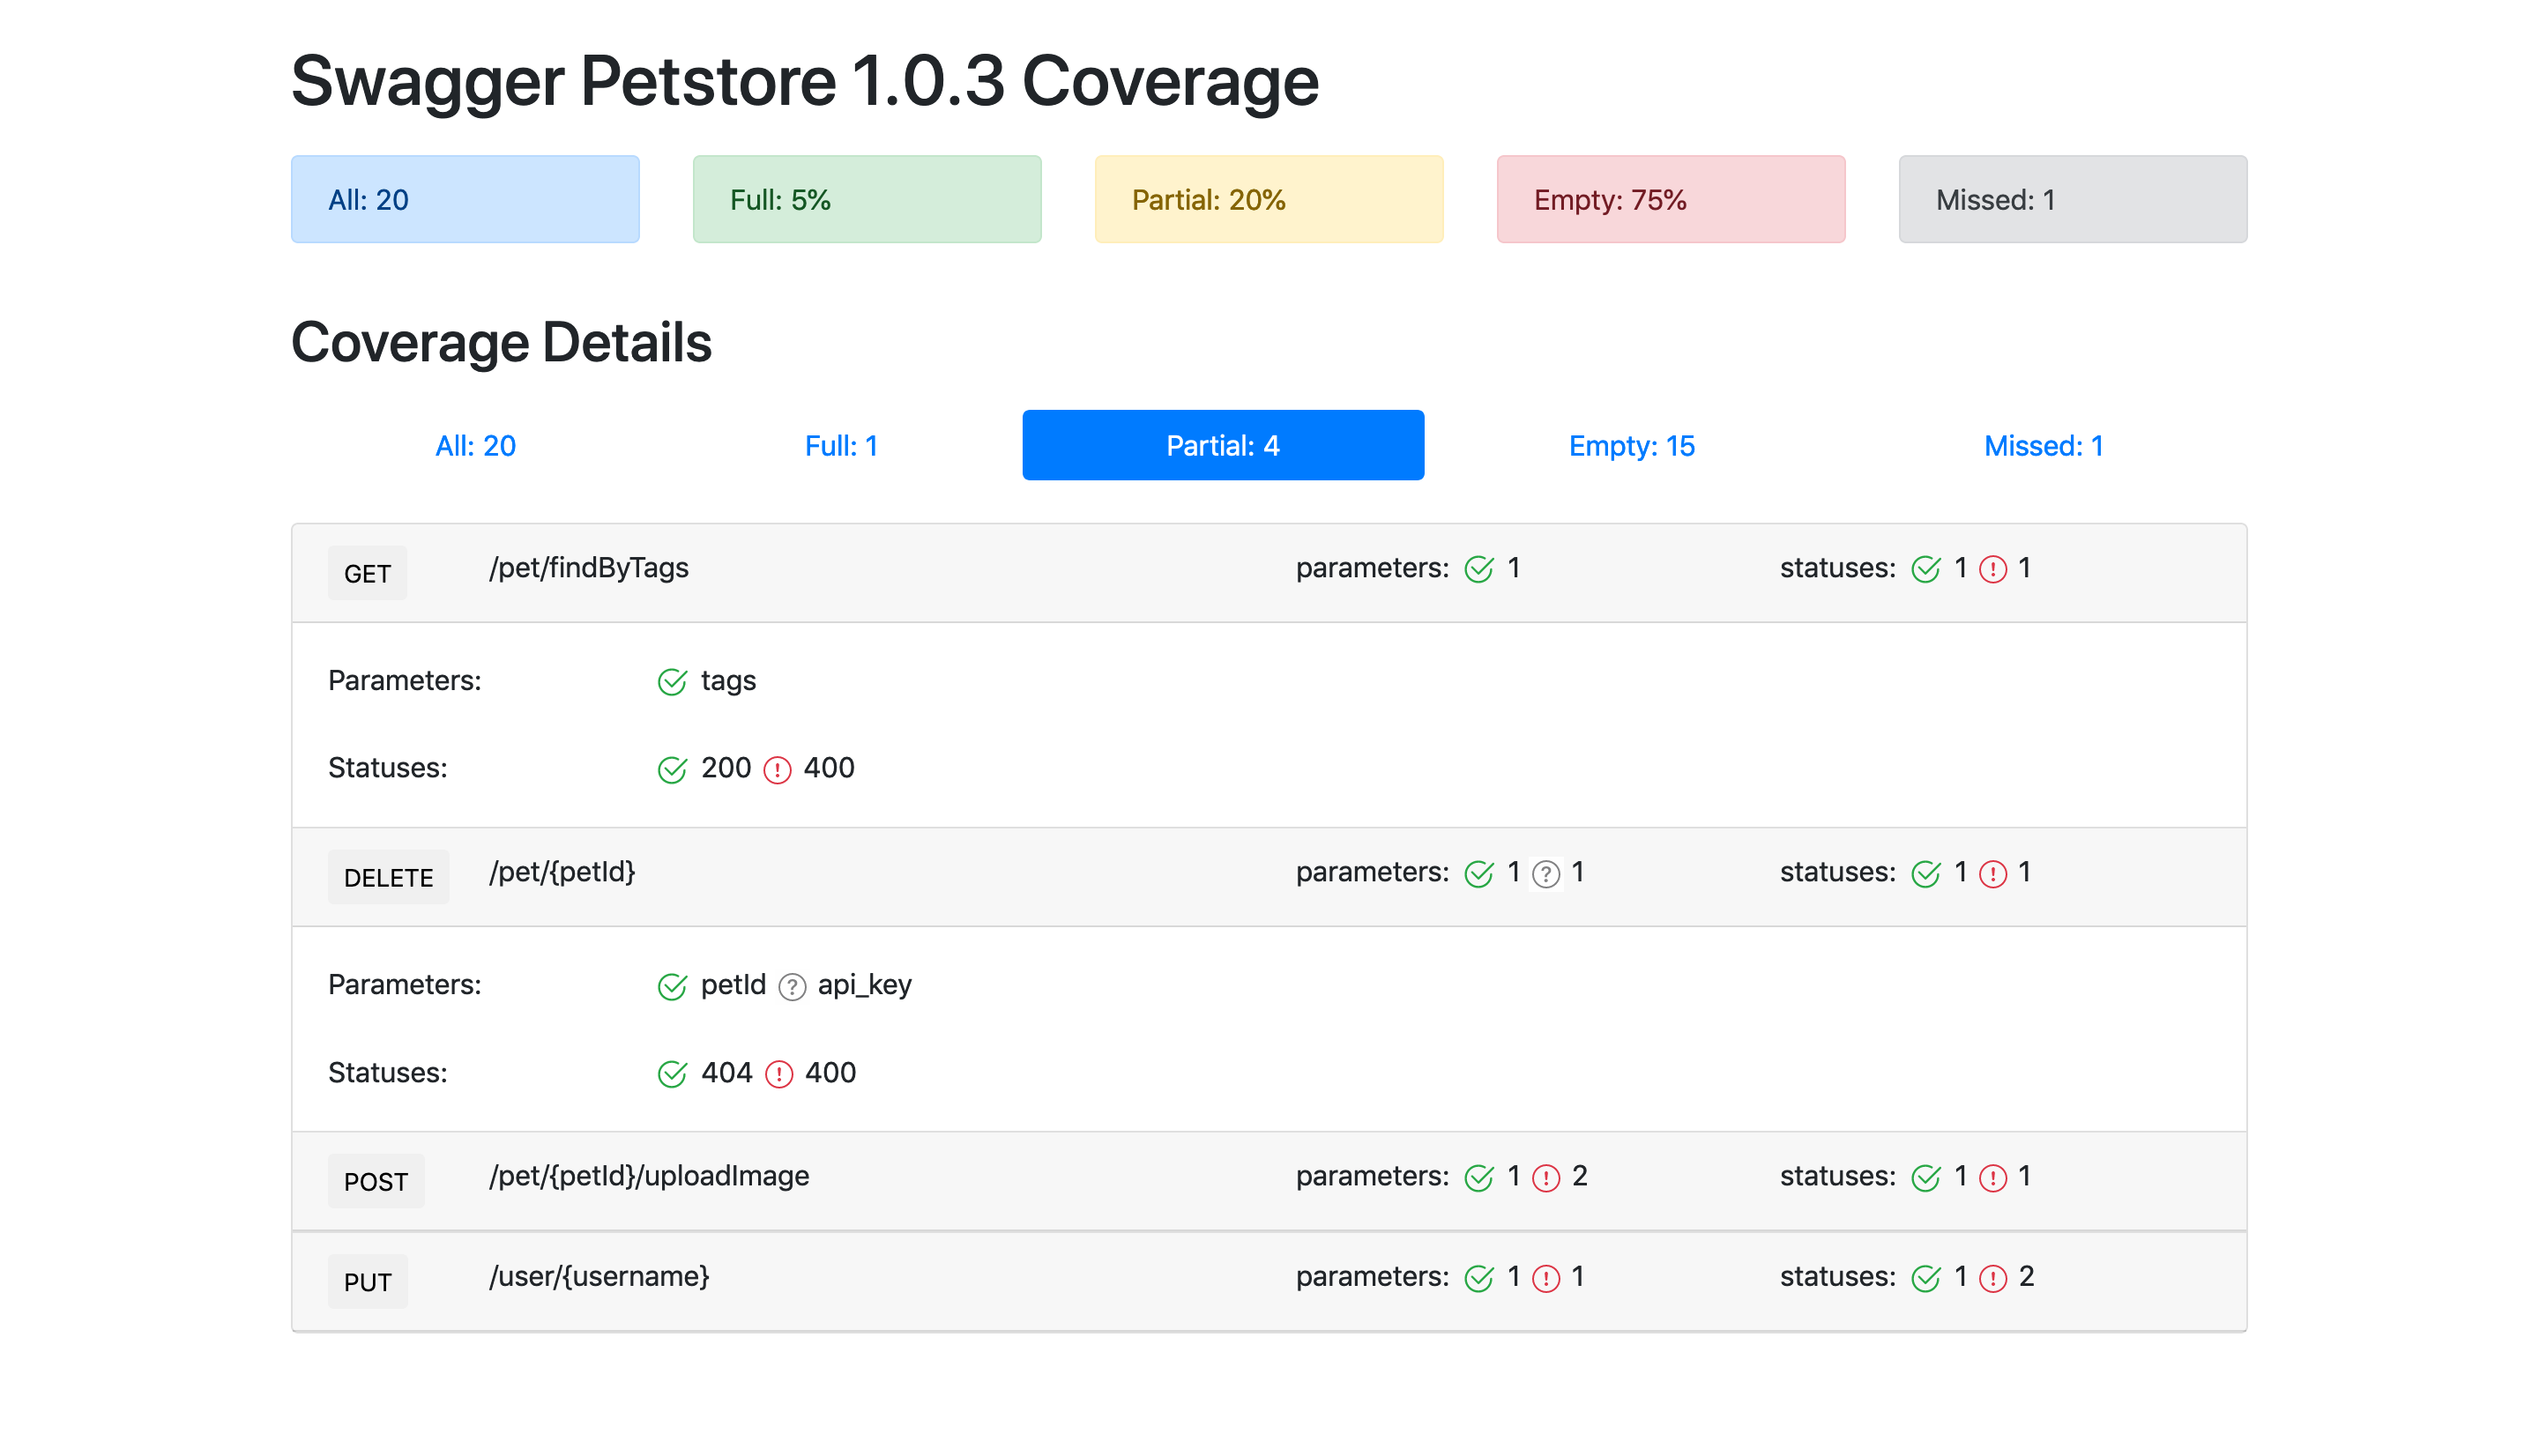 Swagger Petstore 1.0.3 Coverage
All: 20 Full: 5% Partial: 20% Empty: 75% Missed: 1
Coverage Details
All: 20 Full: 1 Partial: 4 Empty: 15 Missed: 1
GET /pet/findByTags parameters: 1 statuses: 1 ! 1
Parameters: tags
Statuses: 200 ! 400
DELETE /pet/{petId} parameters: 1 ? 1 statuses: 1 ! 1
Parameters: petId ? api_key
Statuses: 404 ! 400
POST /pet/{petId}/uploadImage parameters: 1 ! 2 statuses: 1 ! 1
PUT /user/{username} parameters: 1 ! 1 statuses: 1 ! 2